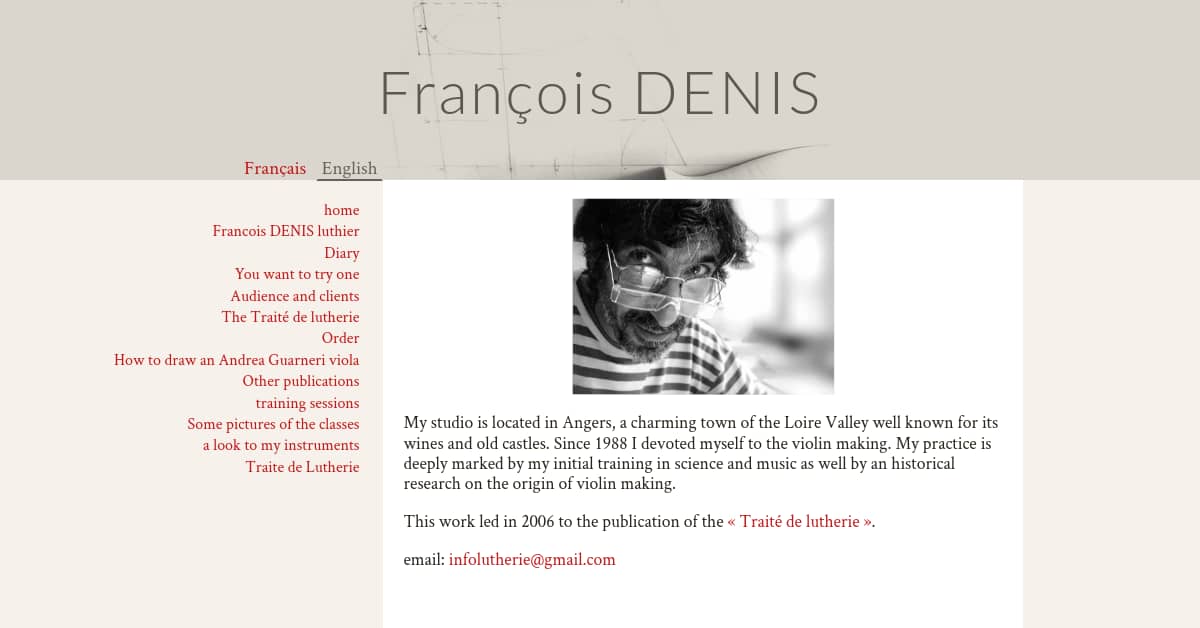 François DENIS
Français English
home
Francois DENIS luthier
Diary
You want to try one
Audience and clients
The Traité de lutherie
Order
How to draw an Andrea Guarneri viola
Other publications
training sessions
Some pictures of the classes
a look to my instruments
Traite de Lutherie
My studio is located in Angers, a charming town of the Loire Valley well known for its
wines and old castles. Since 1988 I devoted myself to the violin making. My practice is
deeply marked by my initial training in science and music as well by an historical
research on the origin of violin making.
This work led in 2006 to the publication of the « Traité de lutherie ».
email: infolutherie@gmail.com